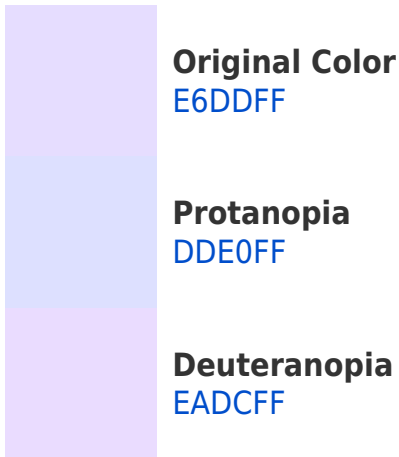 Original Color
E6DDFF
Protanopia
DDE0FF
Deuteranopia
EADCFF